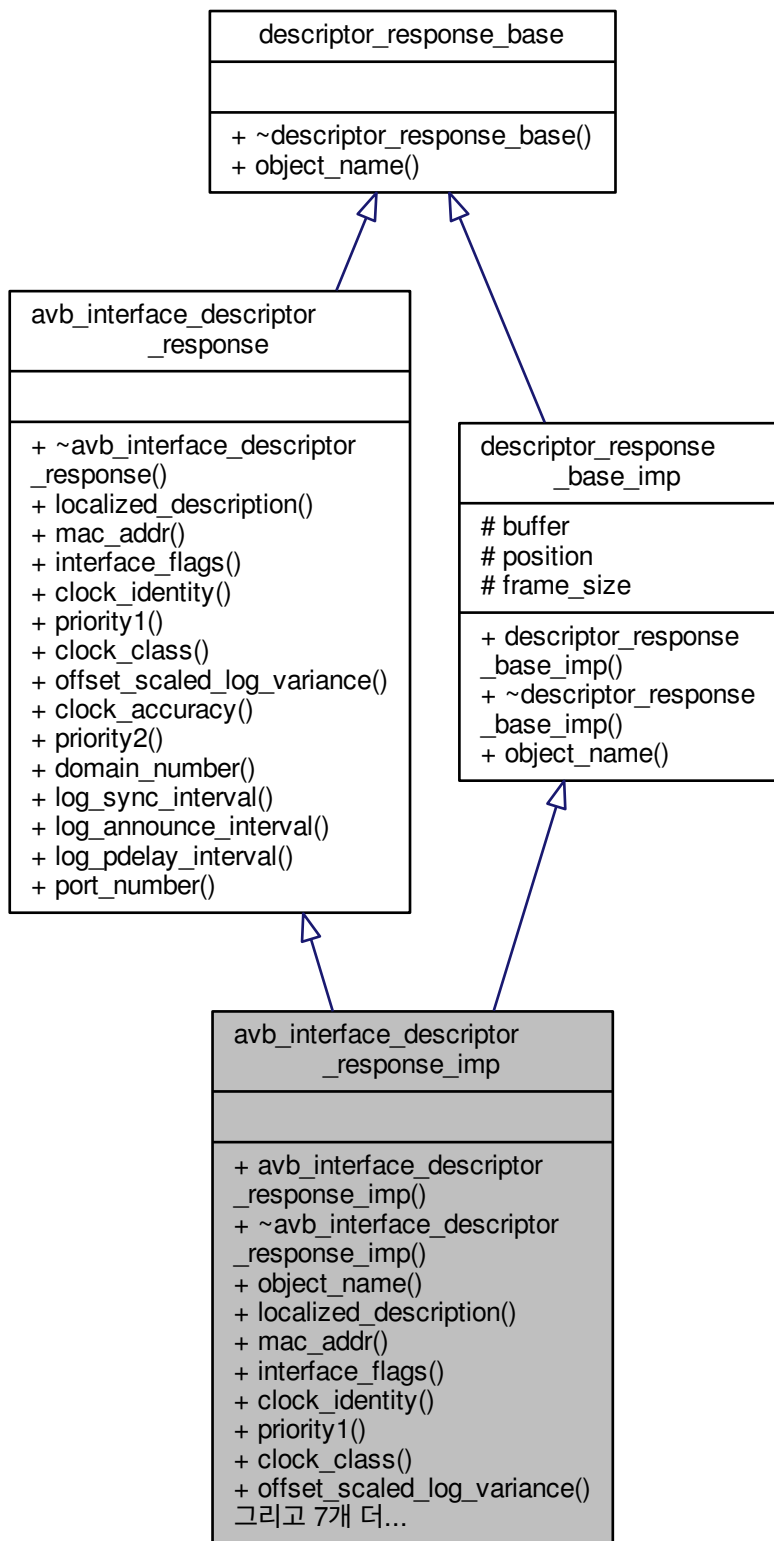 descriptor_response_base
+ ~descriptor_response_base()
+ object_name()
avb_interface_descriptor
_response
+ ~avb_interface_descriptor
_response()
+ localized_description()
+ mac_addr()
+ interface_flags()
+ clock_identity()
+ priority1()
+ clock_class()
+ offset_scaled_log_variance()
+ clock_accuracy()
+ priority2()
+ domain_number()
+ log_sync_interval()
+ log_announce_interval()
+ log_pdelay_interval()
+ port_number()
descriptor_response
_base_imp
# buffer
# position
# frame_size
+ descriptor_response
_base_imp()
+ ~descriptor_response
_base_imp()
+ object_name()
avb_interface_descriptor
_response_imp
+ avb_interface_descriptor
_response_imp()
+ ~avb_interface_descriptor
_response_imp()
+ object_name()
+ localized_description()
+ mac_addr()
+ interface_flags()
+ clock_identity()
+ priority1()
+ clock_class()
+ offset_scaled_log_variance()
그리고 7개 더...